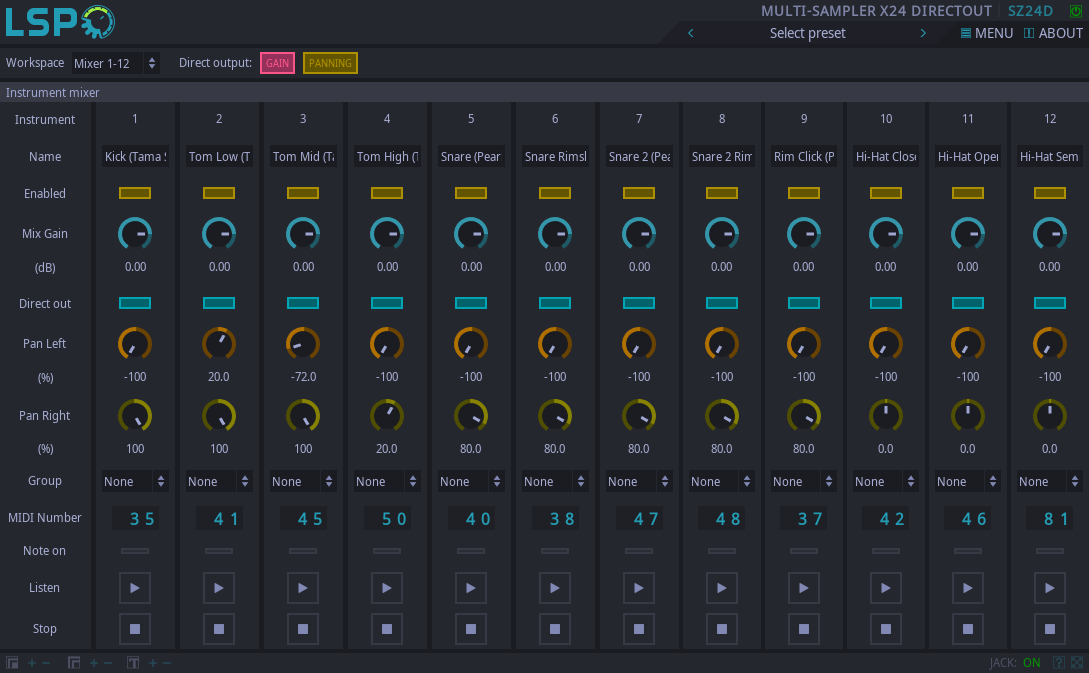 LSP
MULTI-SAMPLER X24 DIRECTOUT SZ24D
Select preset
MENU ABOUT
Workspace Mixer 1-12 Direct output: GAIN PANNING
Instrument mixer
Instrument 1 2 3 4 5 6 7 8 9 10 11 12
Name Kick (Tama Tom Low (T Tom Mid (Ta Tom High (T Snare (Pear Snare Rimsl Snare 2 (Pea Snare 2 Rim Rim Click (P Hi-Hat Close Hi-Hat Open Hi-Hat Sem
Enabled
Mix Gain
(dB) 0.00 0.00 0.00 0.00 0.00 0.00 0.00 0.00 0.00 0.00 0.00 0.00
Direct out
Pan Left
(%) -100 20.0 -72.0 -100 -100 -100 -100 -100 -100 -100 -100 -100
Pan Right
(%) 100 100 100 20.0 80.0 80.0 80.0 80.0 80.0 0.0 0.0 0.0
Group None None None None None None None None None None None None
MIDI Number 35 41 45 50 40 38 47 48 37 42 46 81
Note on
Listen
Stop
JACK: ON